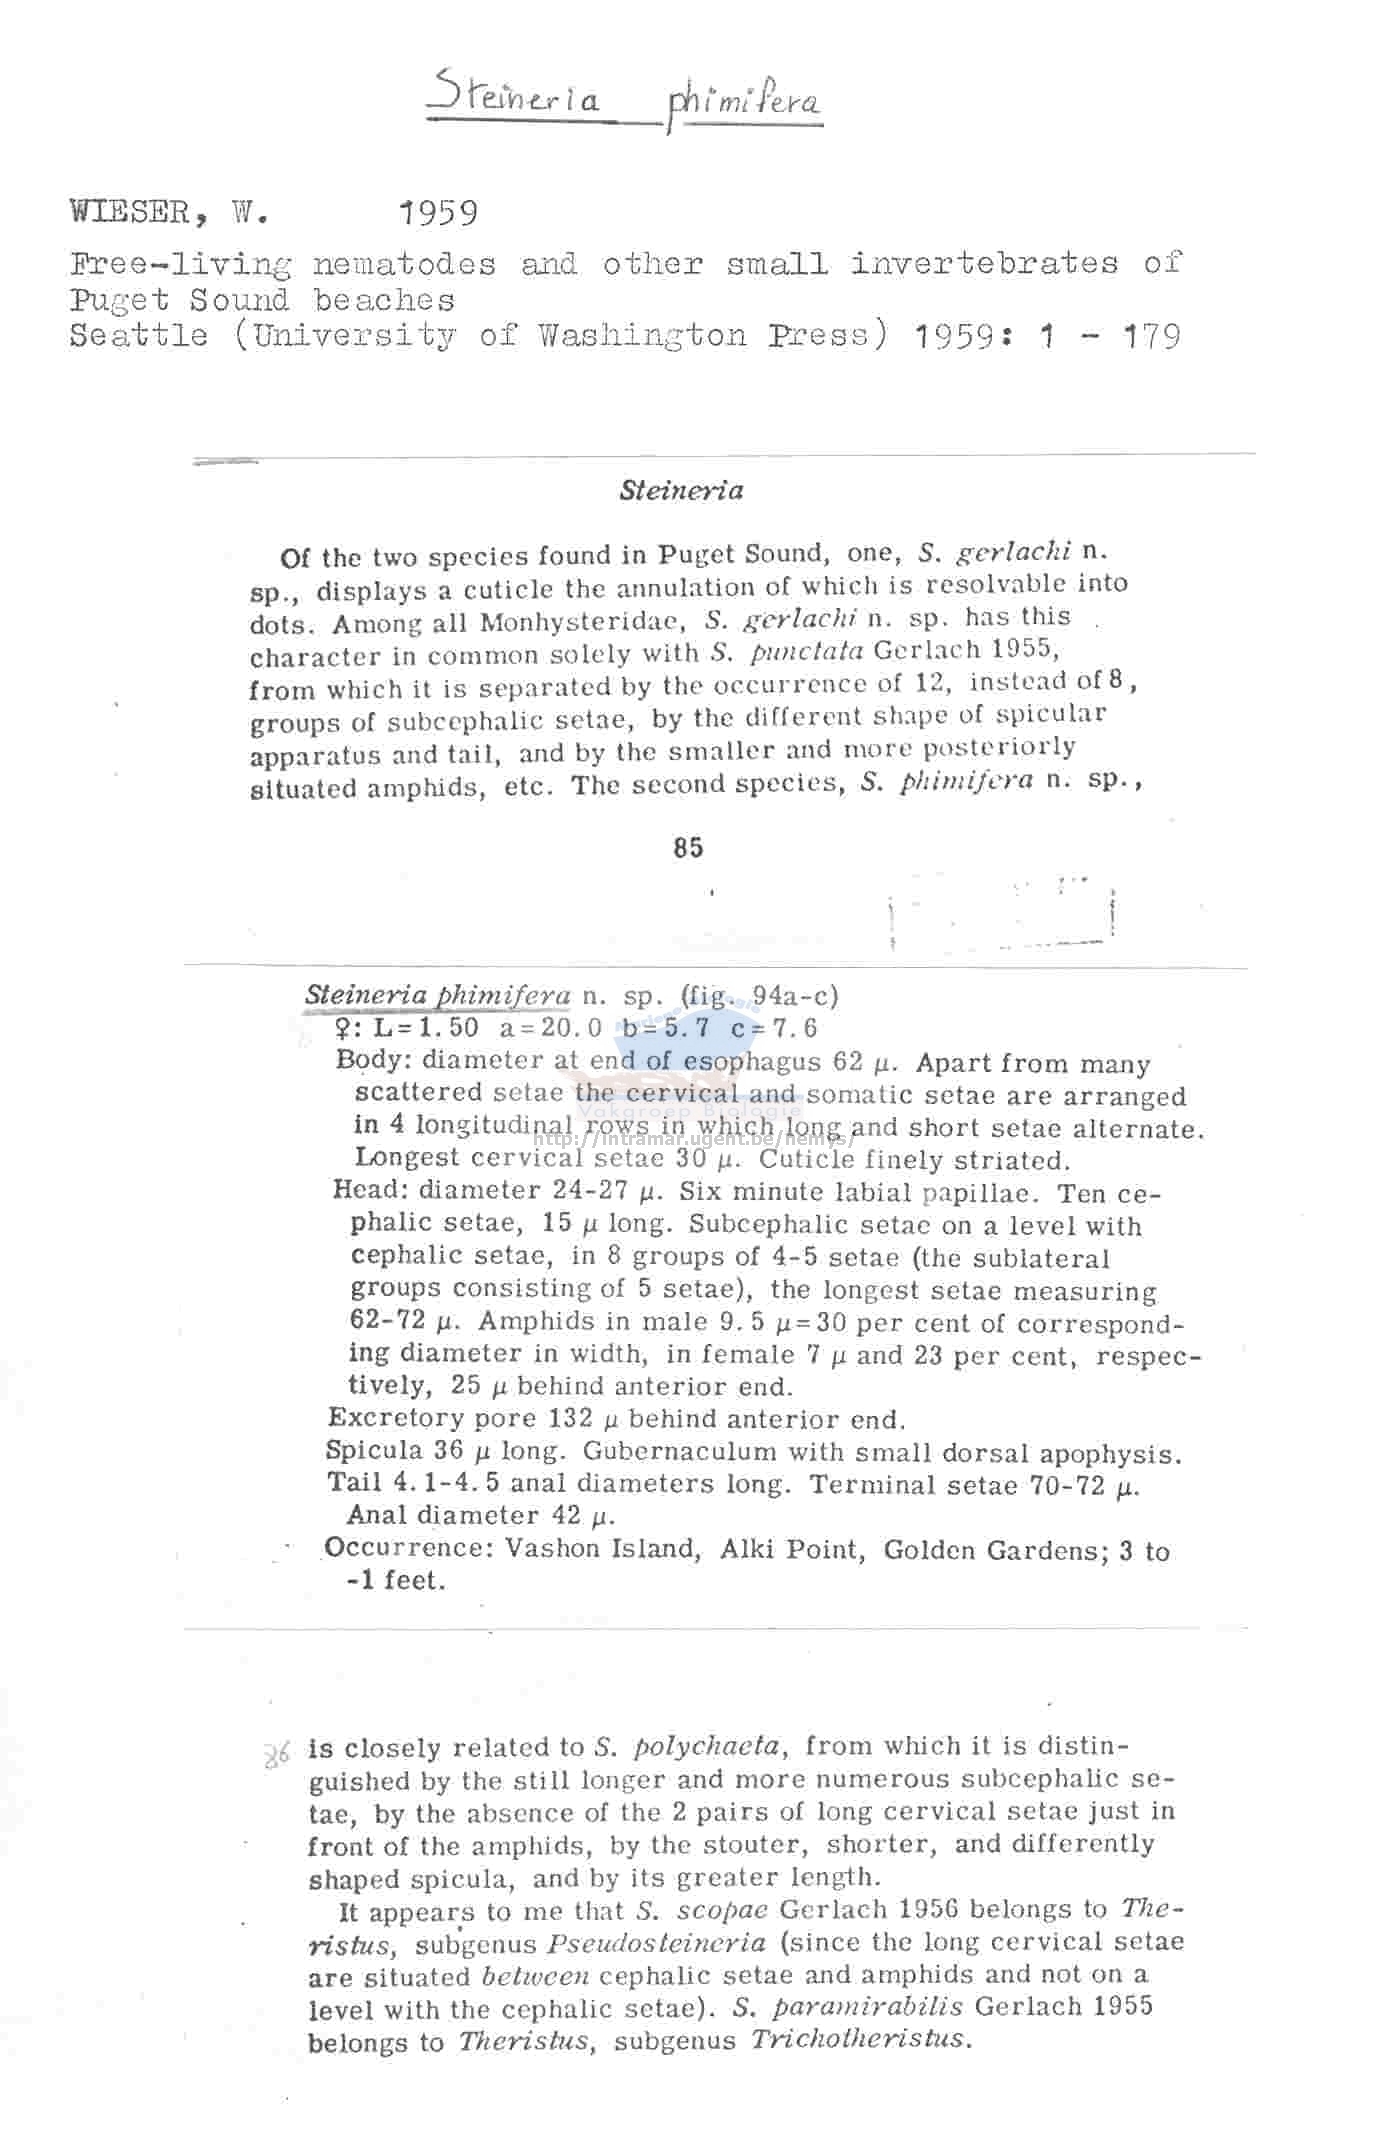 Steineria phimifera
WIESER, W. 1959
Free-living nematodes and other small invertebrates of
Puget Sound beaches
Seattle (University of Washington Press) 1959: 1 - 179
Steineria
Of the two species found in Puget Sound, one, S. gerlachi n.
sp., displays a cuticle the annulation of which is resolvable into
dots. Among all Monhysteridae, S. gerlachi n. sp. has this
character in common solely with S. punctata Gerlach 1955,
from which it is separated by the occurrence of 12, instead of 8,
groups of subcephalic setae, by the different shape of spicular
apparatus and tail, and by the smaller and more posteriorly
situated amphids, etc. The second species, S. phimifera n. sp.,
85
Steineria phimifera n. sp. (fig. 94a-c)
♀: L=1.50 a=20.0 b=5.7 c=7.6
Body: diameter at end of esophagus 62 μ. Apart from many
scattered setae the cervical and somatic setae are arranged
Vakgroep Biologie
in 4 longitudinal rows in which long and short setae alternate.
http://intramar.ugent.be/nemys/
Longest cervical setae 30 μ. Cuticle finely striated.
Head: diameter 24-27 μ. Six minute labial papillae. Ten ce-
phalic setae, 15 μ long. Subcephalic setae on a level with
cephalic setae, in 8 groups of 4-5 setae (the sublateral
groups consisting of 5 setae), the longest setae measuring
62-72 μ. Amphids in male 9.5 μ=30 per cent of correspond-
ing diameter in width, in female 7 μ and 23 per cent, respec-
tively, 25 μ behind anterior end.
Excretory pore 132 μ behind anterior end.
Spicula 36 μ long. Gubernaculum with small dorsal apophysis.
Tail 4.1-4.5 anal diameters long. Terminal setae 70-72 μ.
Anal diameter 42 μ.
Occurrence: Vashon Island, Alki Point, Golden Gardens; 3 to
-1 feet.
86 is closely related to S. polychaeta, from which it is distin-
guished by the still longer and more numerous subcephalic se-
tae, by the absence of the 2 pairs of long cervical setae just in
front of the amphids, by the stouter, shorter, and differently
shaped spicula, and by its greater length.
It appears to me that S. scopae Gerlach 1956 belongs to The-
ristus, subgenus Pseudosteineria (since the long cervical setae
are situated between cephalic setae and amphids and not on a
level with the cephalic setae). S. paramirabilis Gerlach 1955
belongs to Theristus, subgenus Trichotheristus.